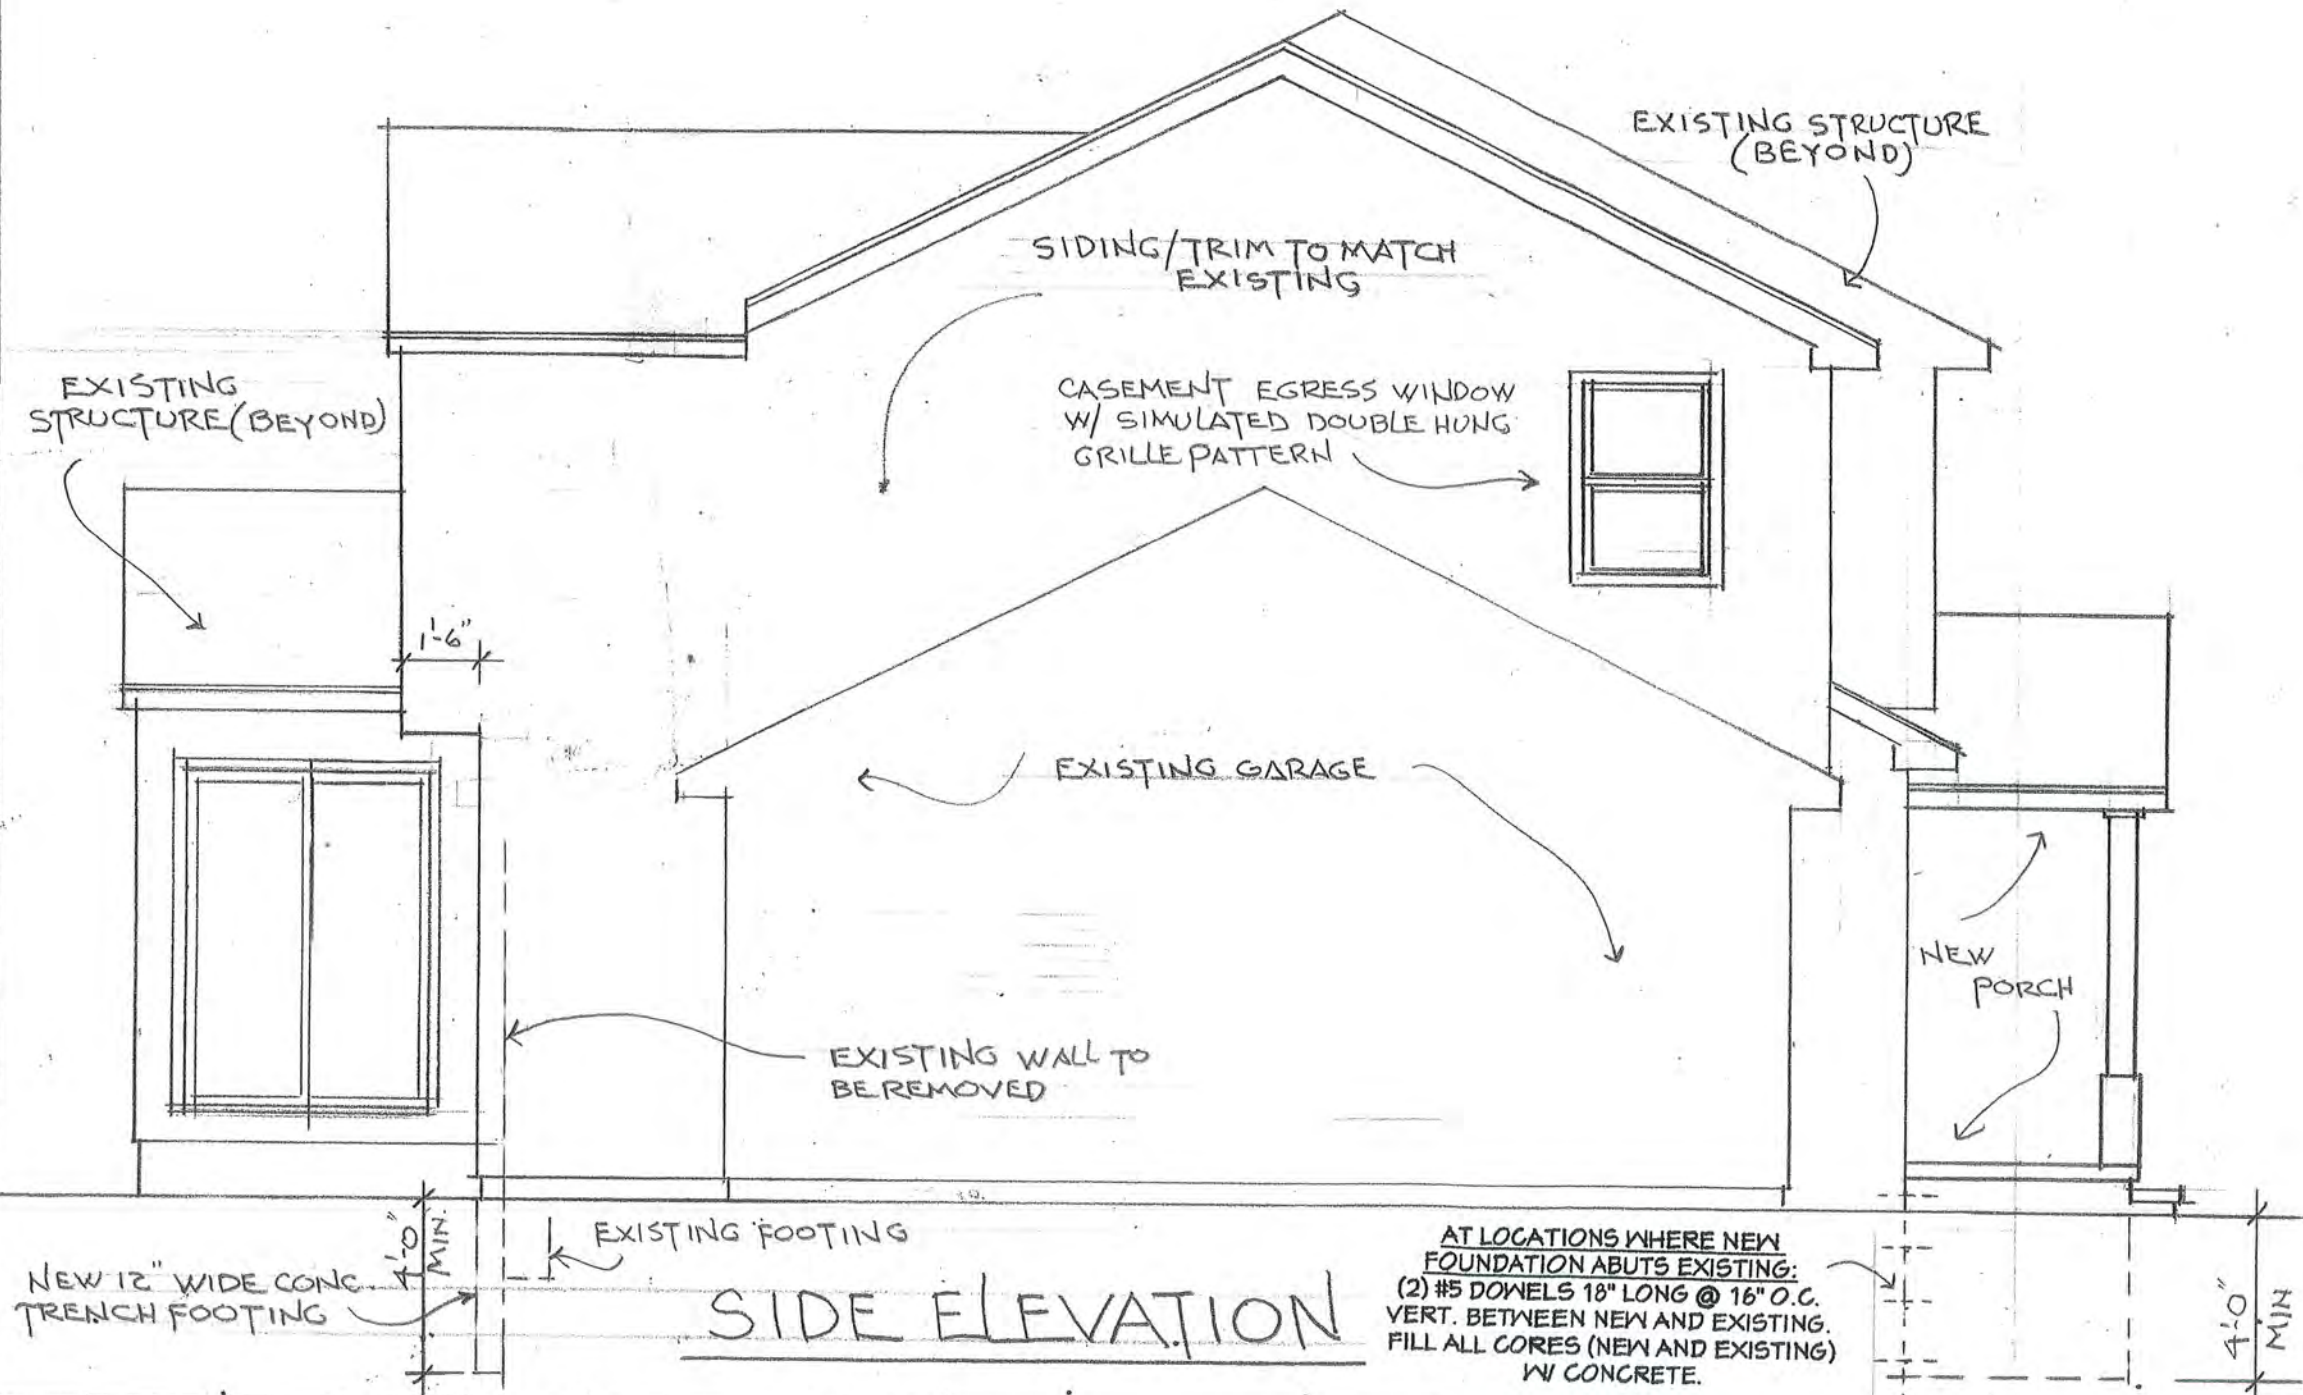 EXISTING STRUCTURE
(BEYOND)
SIDING/TRIM TO MATCH
EXISTING
EXISTING
STRUCTURE (BEYOND)
CASEMENT EGRESS WINDOW
W/ SIMULATED DOUBLE HUNG
GRILLE PATTERN
1'-6"
EXISTING GARAGE
NEW
PORCH
EXISTING WALL TO
BE REMOVED
4'-0"
MIN.
EXISTING FOOTING
NEW 12" WIDE CONC.
TRENCH FOOTING
SIDE ELEVATION
AT LOCATIONS WHERE NEW
FOUNDATION ABUTS EXISTING:
(2) #5 DOWELS 18" LONG @ 16" O.C.
VERT. BETWEEN NEW AND EXISTING.
FILL ALL CORES (NEW AND EXISTING)
W/ CONCRETE.
4'-0"
MIN